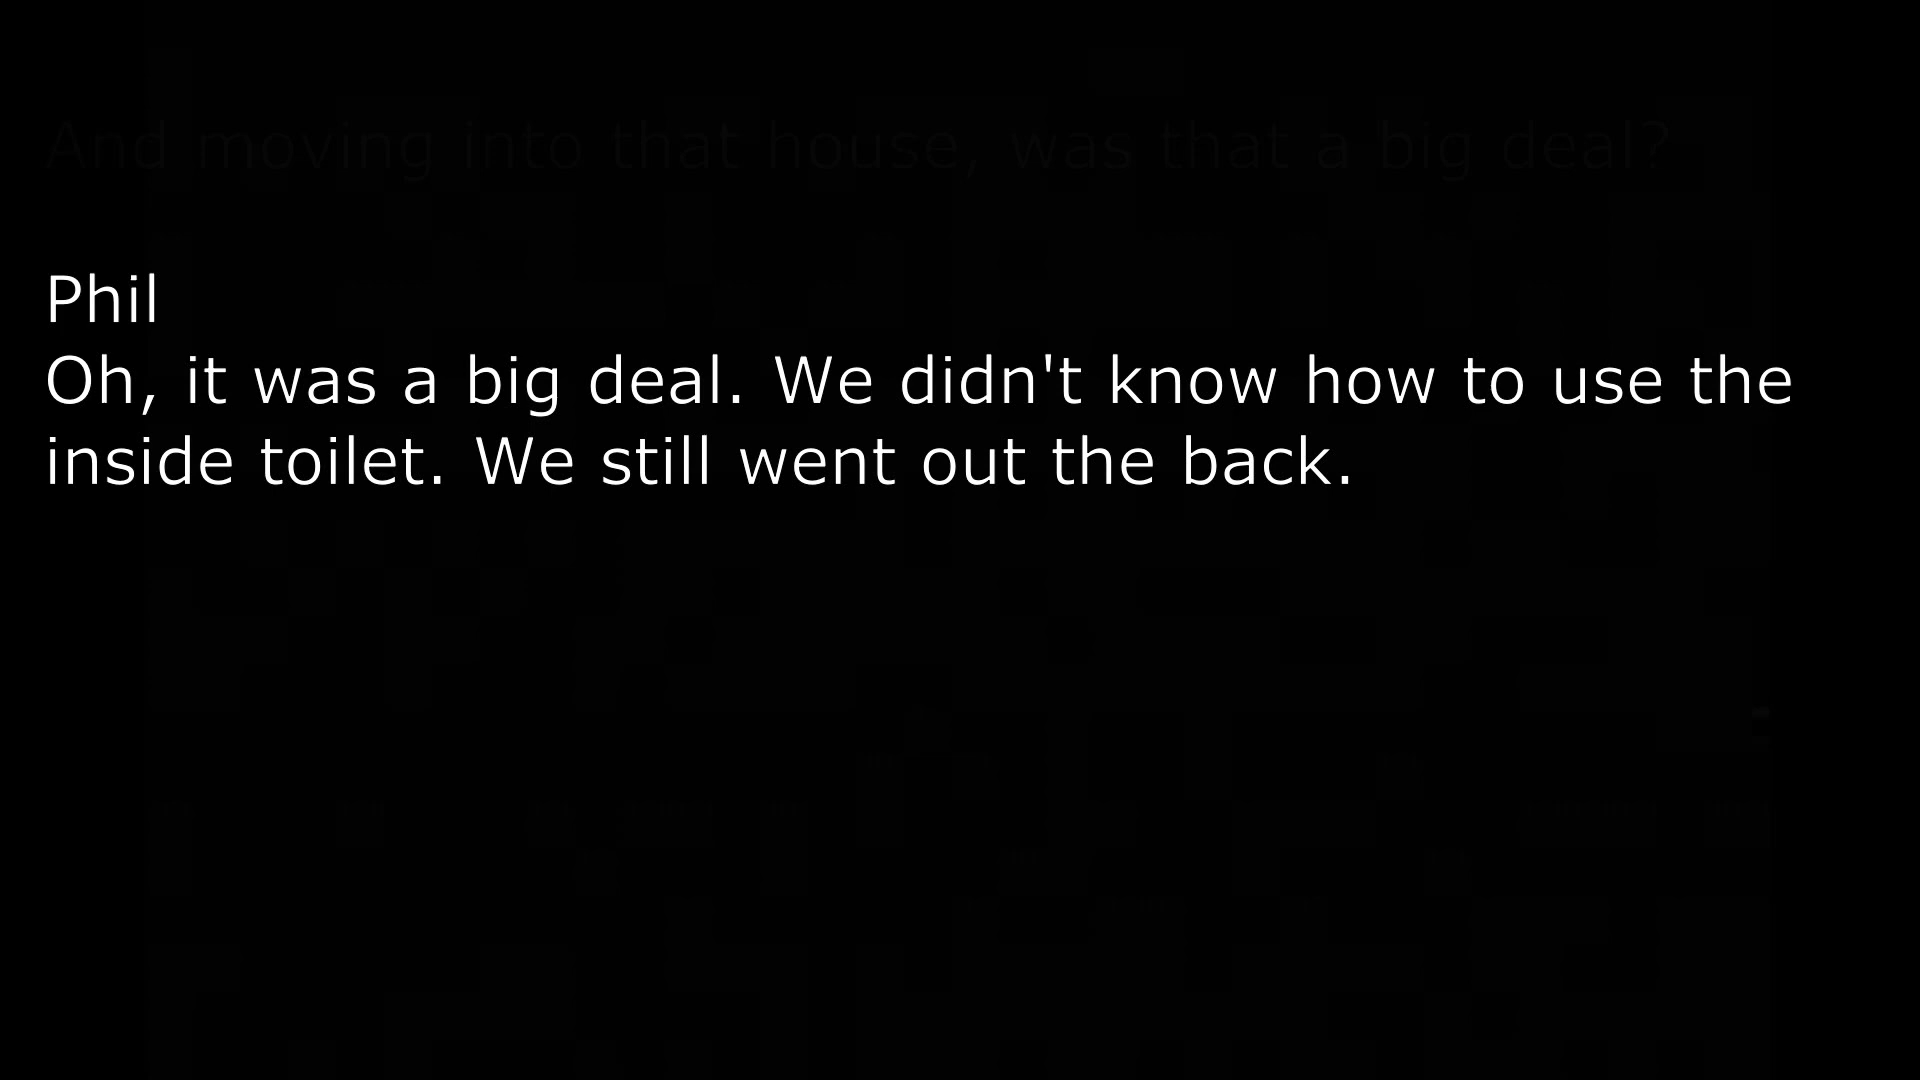 And moving into that house, was that a big deal?
Phil
Oh, it was a big deal. We didn't know how to use the
inside toilet. We still went out the back.